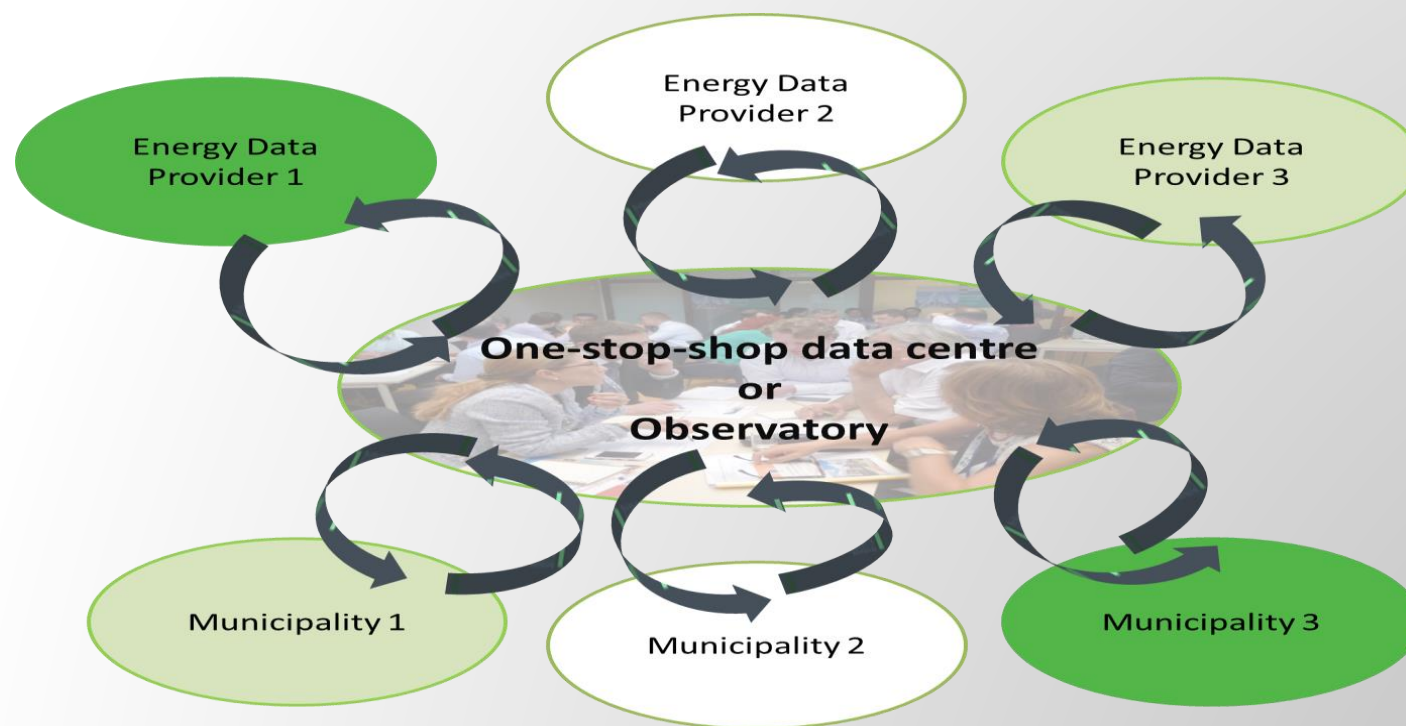 Energy Data
Provider 1
Energy Data
Provider 2
Energy Data
Provider 3
One-stop-shop data centre
or
Observatory
Municipality 1
Municipality 2
Municipality 3